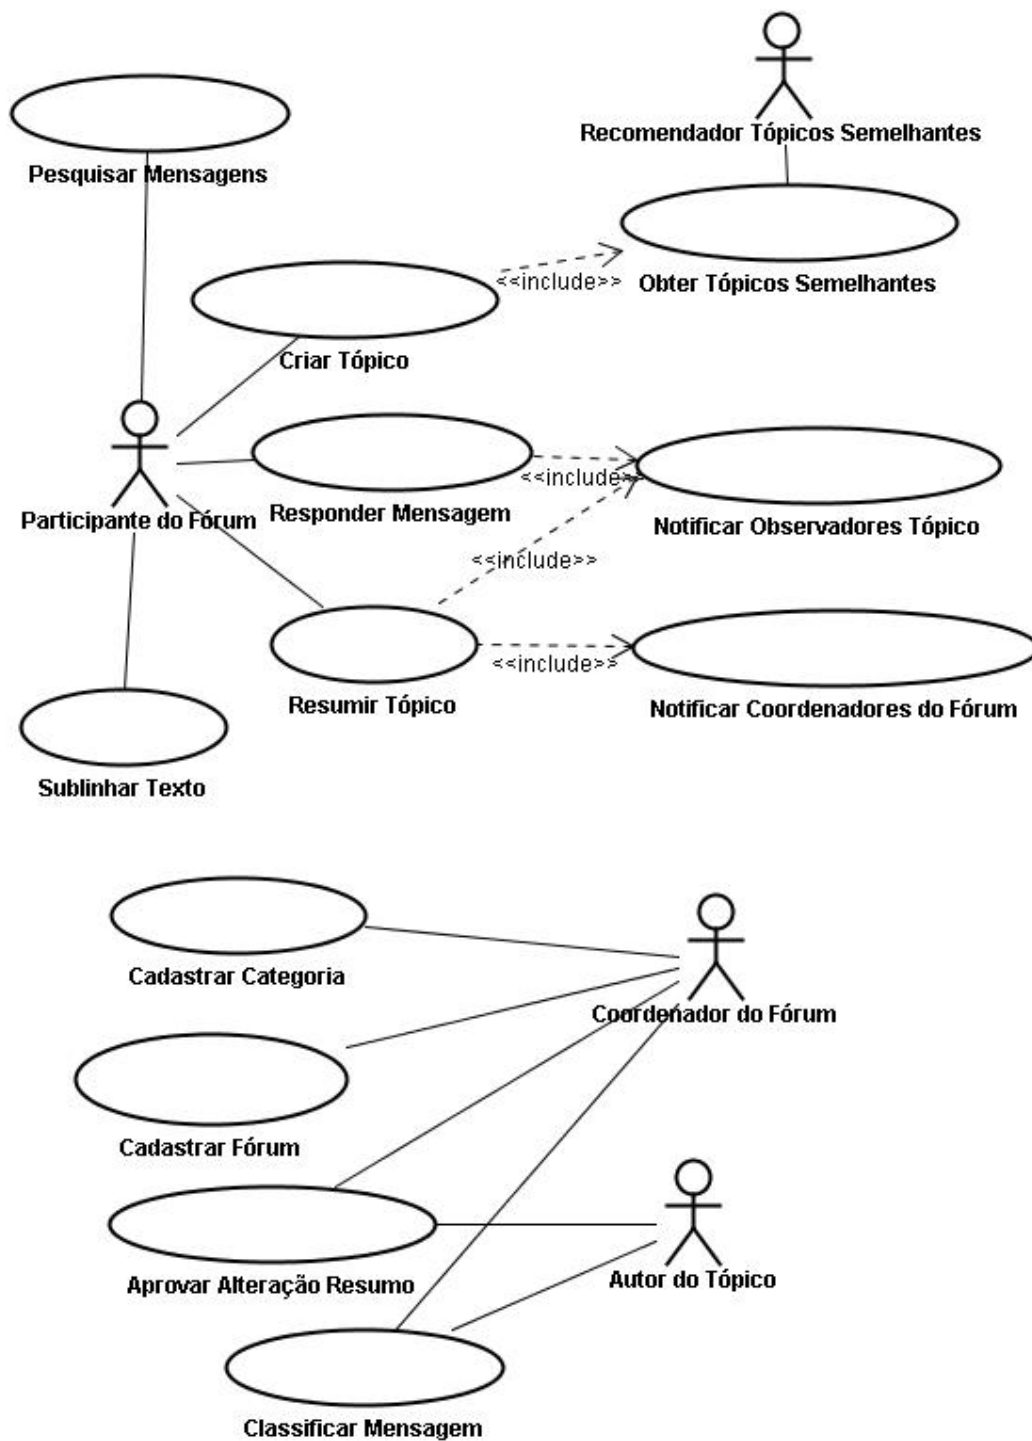 Recomendador Tópicos Semelhantes
Pesquisar Mensagens
<<include>>
Obter Tópicos Semelhantes
Criar Tópico
<<include>>
Participante do Fórum
Responder Mensagem
Notificar Observadores Tópico
<<include>>
<<include>>
Resumir Tópico
Notificar Coordenadores do Fórum
Sublinhar Texto
Cadastrar Categoria
Coordenador do Fórum
Cadastrar Fórum
Aprovar Alteração Resumo
Autor do Tópico
Classificar Mensagem